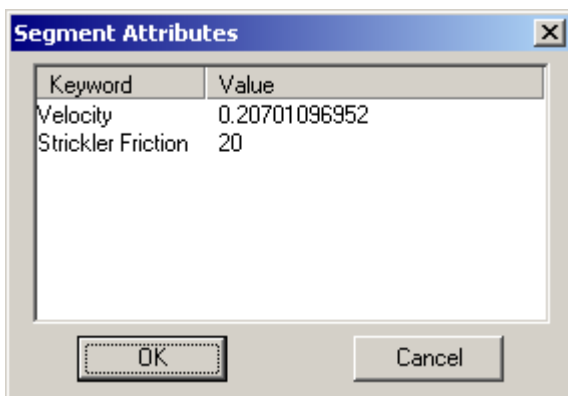 Segment Attributes
Keyword Value
Velocity 0.20701096952
Strickler Friction 20
OK Cancel